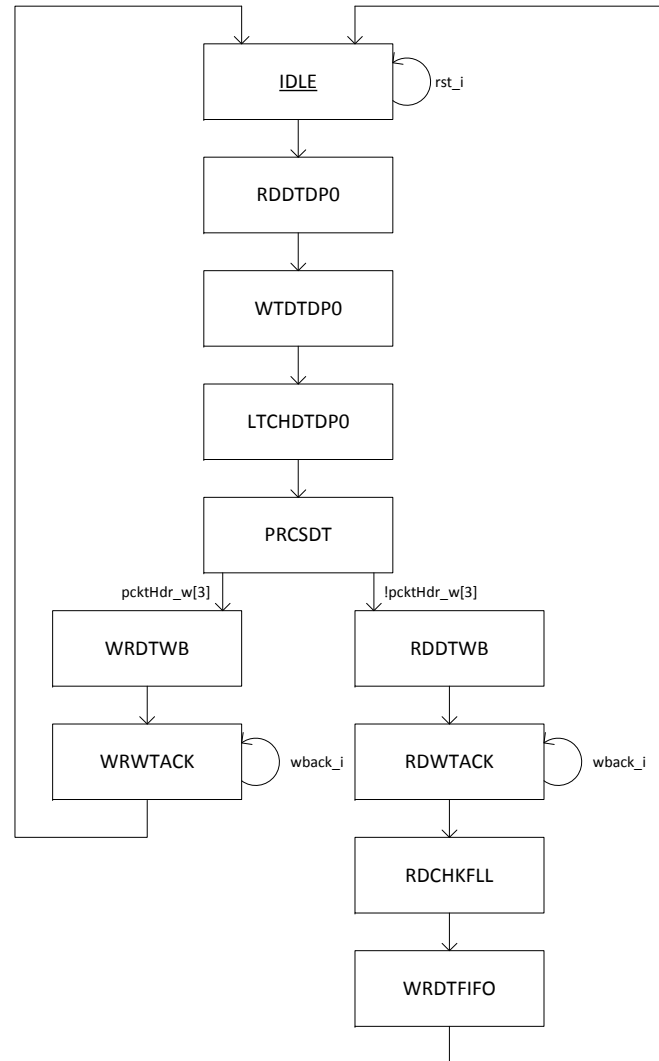 IDLE
rst_i
RDDTDP0
WTDTDP0
LTCHDTDP0
PRCSDT
pcktHdr_w[3]
!pcktHdr_w[3]
WRDTWB
RDDTWB
WRWTACK
wback_i
RDWTACK
wback_i
RDCHKFLL
WRDTFIFO